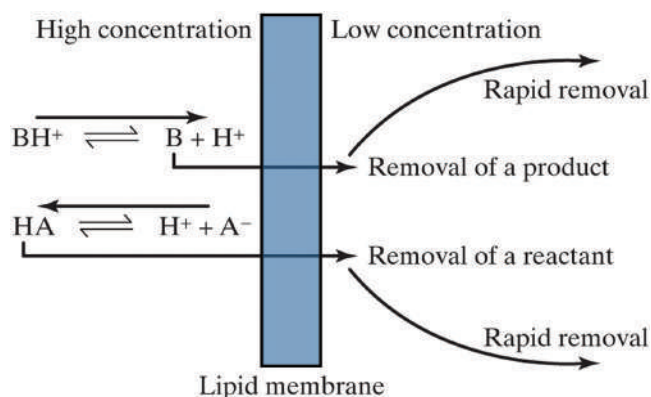 High concentration
Low concentration
Rapid removal
BH⁺ ⇌ B + H⁺
Removal of a product
HA ⇌ H⁺ + A⁻
Removal of a reactant
Rapid removal
Lipid membrane